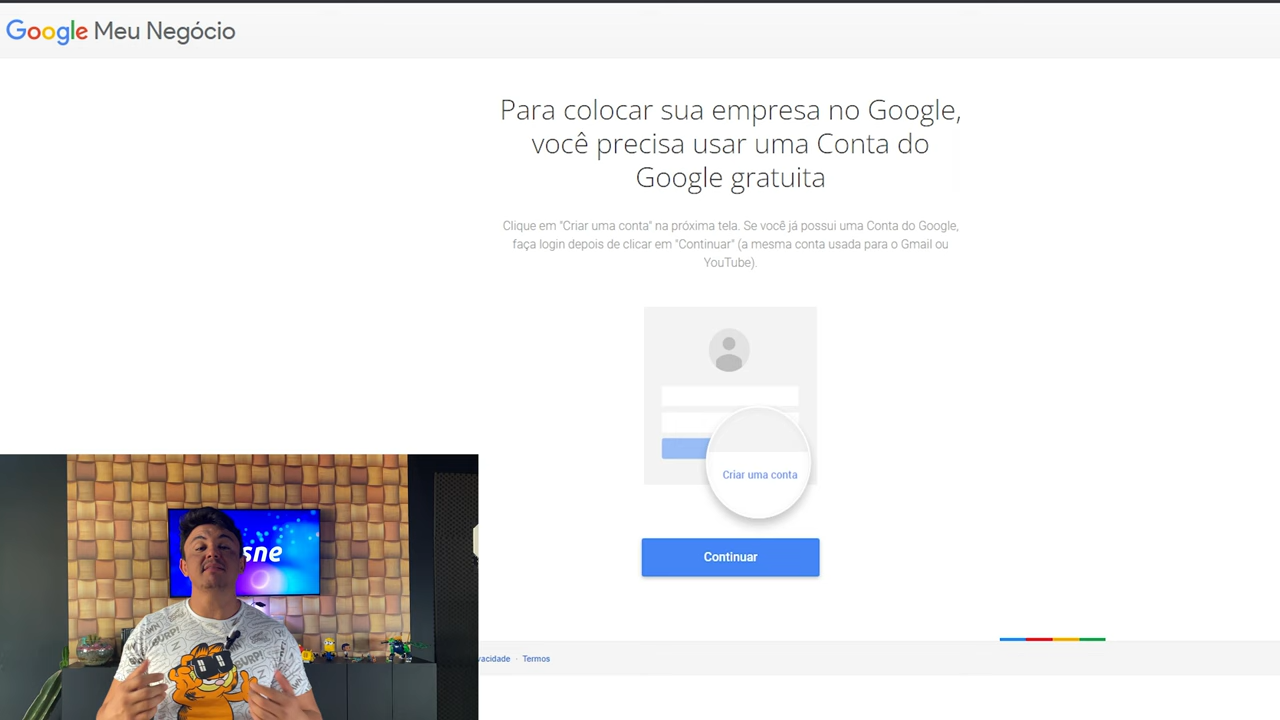 Google Meu Negócio
Para colocar sua empresa no Google,
você precisa usar uma Conta do
Google gratuita
Clique em "Criar uma conta" na próxima tela. Se você já possui uma Conta do Google,
faça login depois de clicar em "Continuar" (a mesma conta usada para o Gmail ou
YouTube).
Criar uma conta
Continuar
sne
BURP!
vacidade · Termos